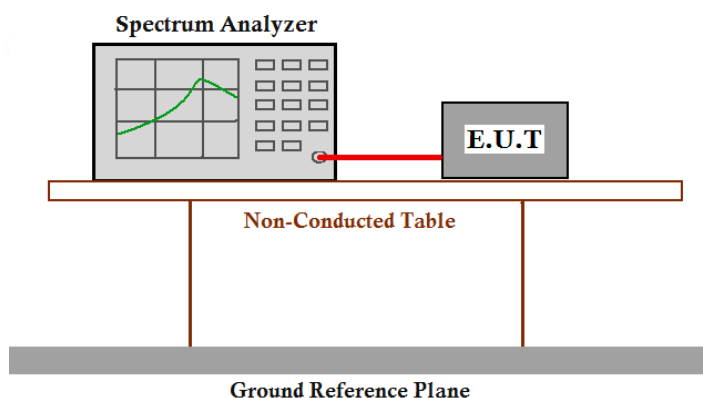 Spectrum Analyzer
E.U.T
Non-Conducted Table
Ground Reference Plane